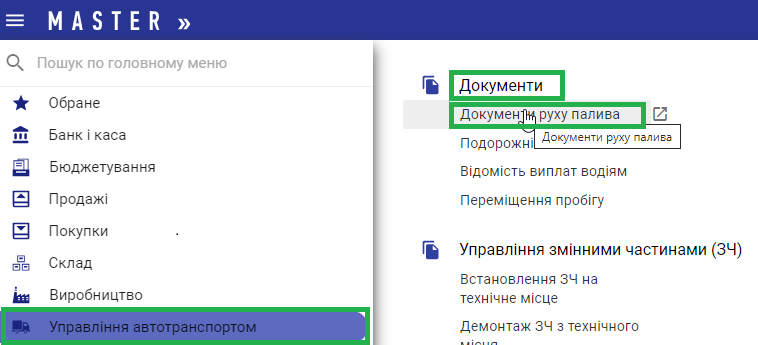 MASTER »
Пошук по головному меню
Обране
Банк і каса
Бюджетування
Продажі
Покупки .
Склад
Виробництво
Управління автотранспортом
Документи
Документи руху палива
Документи руху палива
Подорожні
Відомість виплат водіям
Переміщення пробігу
Управління змінними частинами (ЗЧ)
Встановлення ЗЧ на
технічне місце
Демонтаж ЗЧ з технічного
місця